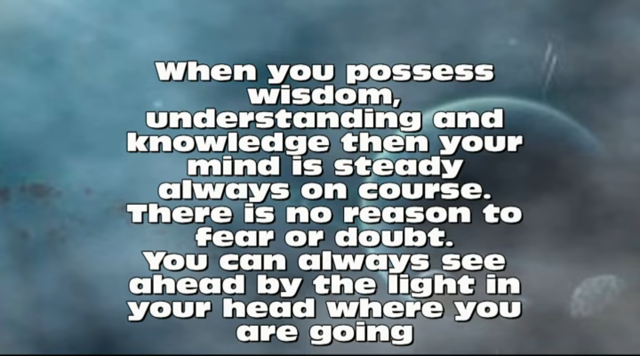 When you possess
wisdom,
understanding and
knowledge then your
mind is steady
always on course.
There is no reason to
fear or doubt.
You can always see
ahead by the light in
your head where you
are going